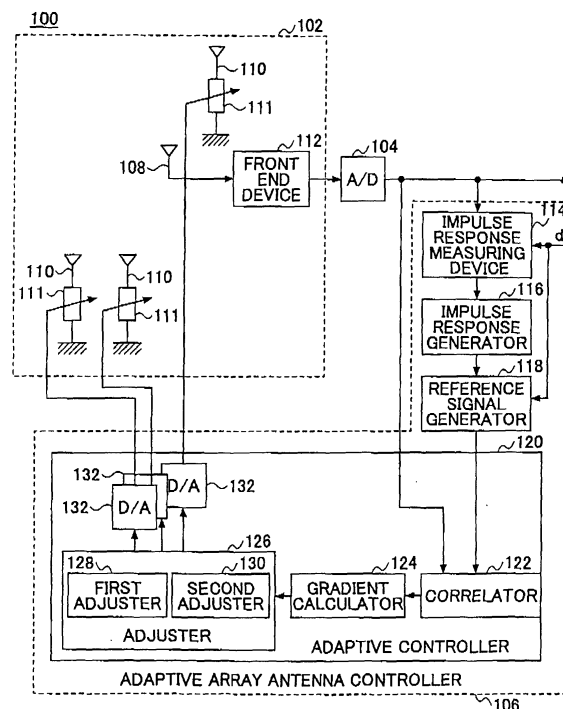 100
102
110
111
112
104
108
FRONT
END
DEVICE
A/D
114
IMPULSE
RESPONSE
MEASURING
DEVICE
d
110
110
111
111
116
IMPULSE
RESPONSE
GENERATOR
118
REFERENCE
SIGNAL
GENERATOR
120
132
D/A
132
132
D/A
126
128
130
124
122
FIRST
ADJUSTER
SECOND
ADJUSTER
GRADIENT
CALCULATOR
CORRELATOR
ADJUSTER
ADAPTIVE CONTROLLER
ADAPTIVE ARRAY ANTENNA CONTROLLER
106